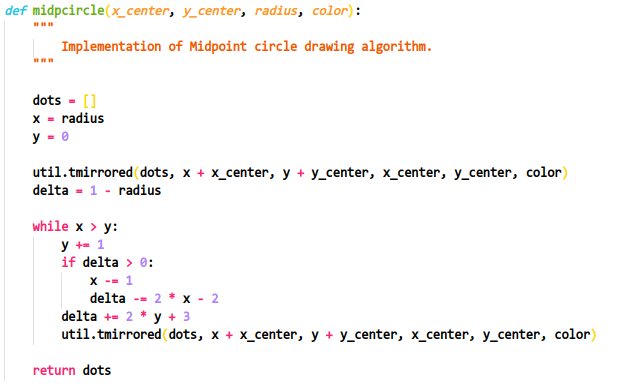 def midpcircle(x_center, y_center, radius, color):
    """
        Implementation of Midpoint circle drawing algorithm.
    """

    dots = []
    x = radius
    y = 0

    util.tmirrored(dots, x + x_center, y + y_center, x_center, y_center, color)
    delta = 1 - radius

    while x > y:
        y += 1
        if delta > 0:
            x -= 1
            delta -= 2 * x - 2
        delta += 2 * y + 3
        util.tmirrored(dots, x + x_center, y + y_center, x_center, y_center, color)

    return dots